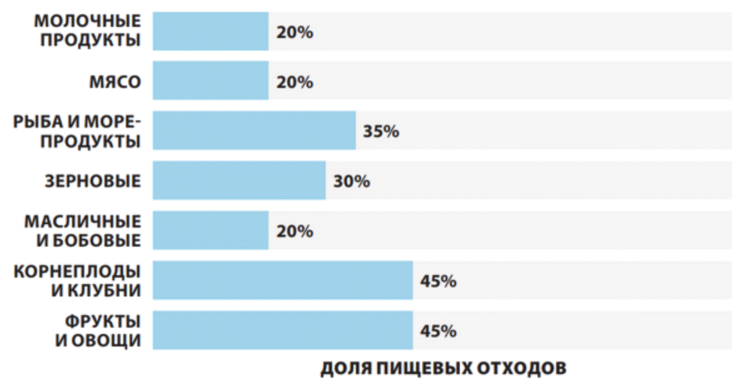 МОЛОЧНЫЕ
ПРОДУКТЫ
20%
МЯСО
20%
РЫБА И МОРЕ-
ПРОДУКТЫ
35%
ЗЕРНОВЫЕ
30%
МАСЛИЧНЫЕ
И БОБОВЫЕ
20%
КОРНЕПЛОДЫ
И КЛУБНИ
45%
ФРУКТЫ
И ОВОЩИ
45%
ДОЛЯ ПИЩЕВЫХ ОТХОДОВ